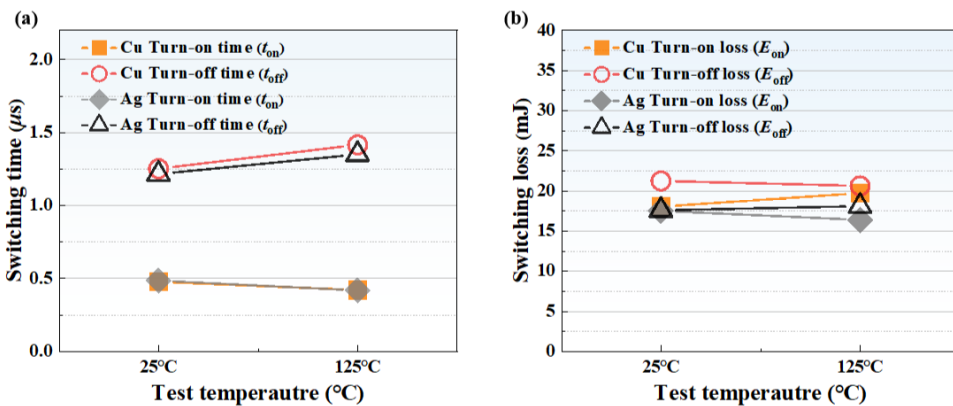 (a)
Switching time (μs)
2.0
1.5
1.0
0.5
0.0
Cu Turn-on time (ton)
Cu Turn-off time (toff)
Ag Turn-on time (ton)
Ag Turn-off time (toff)
25°C
125°C
Test temperautre (°C)
(b)
Switching loss (mJ)
40
35
30
25
20
15
10
5
0
Cu Turn-on loss (Eon)
Cu Turn-off loss (Eoff)
Ag Turn-on loss (Eon)
Ag Turn-off loss (Eoff)
25°C
125°C
Test temperautre (°C)